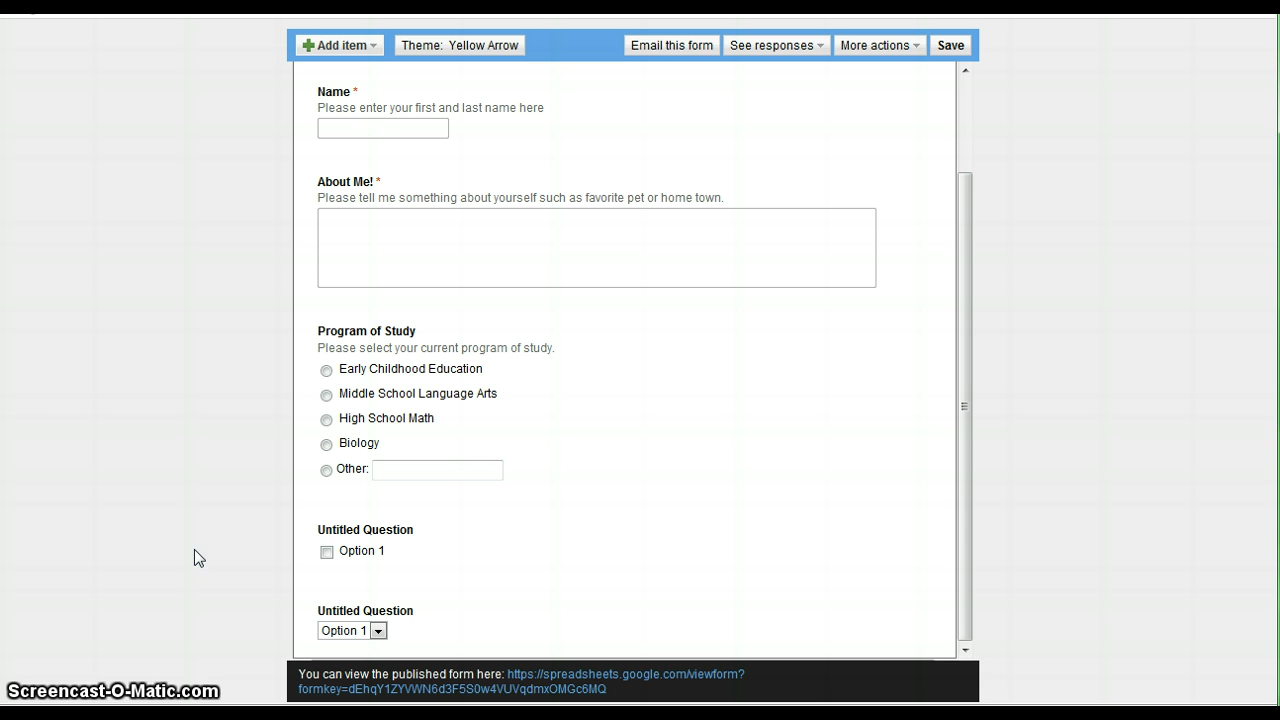 Add item Theme: Yellow Arrow Email this form See responses More actions Save
Name *
Please enter your first and last name here
About Me! *
Please tell me something about yourself such as favorite pet or home town.
Program of Study
Please select your current program of study.
Early Childhood Education
Middle School Language Arts
High School Math
Biology
Other:
Untitled Question
Option 1
Untitled Question
Option 1
You can view the published form here: https://spreadsheets.google.com/viewform?
formkey=dEhqY1ZYVWN6d3F5S0w4VUVqdmxOMGc6MQ
Screencast-O-Matic.com